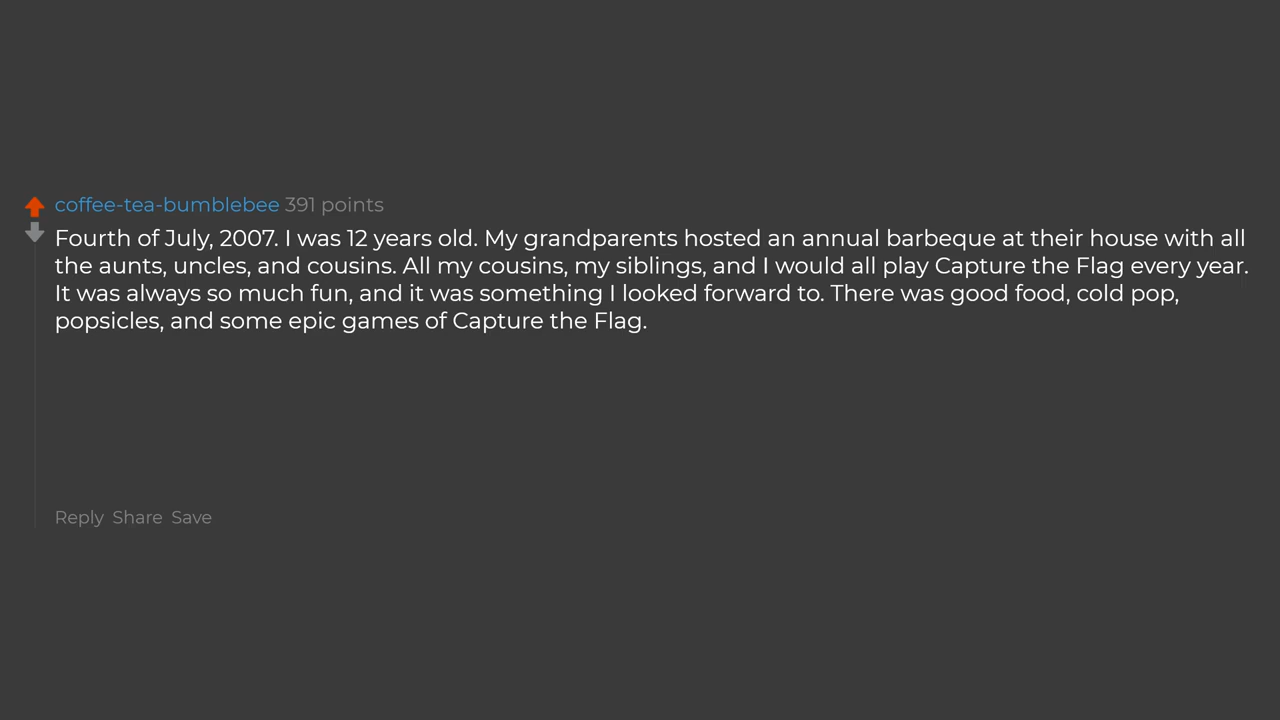 coffee-tea-bumblebee 391 points
Fourth of July, 2007. I was 12 years old. My grandparents hosted an annual barbeque at their house with all
the aunts, uncles, and cousins. All my cousins, my siblings, and I would all play Capture the Flag every year.
It was always so much fun, and it was something I looked forward to. There was good food, cold pop,
popsicles, and some epic games of Capture the Flag.
Reply Share Save